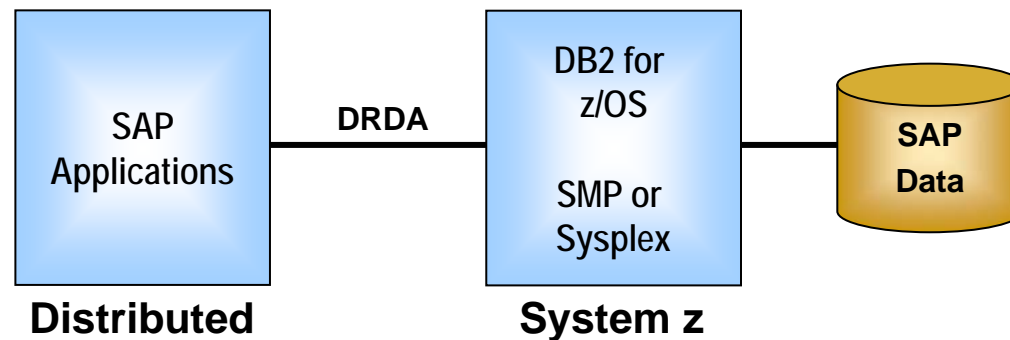 SAP
Applications
Distributed
DRDA
DB2 for
z/OS
SMP or
Sysplex
System z
SAP
Data